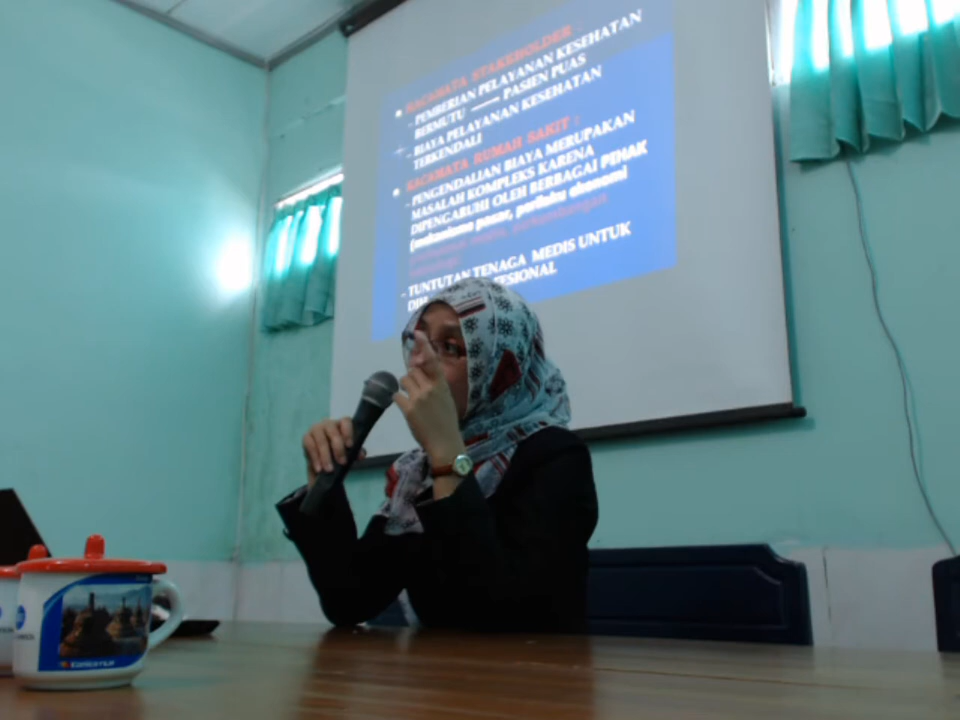 KACAMATA STAKEHOLDER
- PEMBERIAN PELAYANAN KESEHATAN
BERMUTU PASIEN PUAS
- BIAYA PELAYANAN KESEHATAN
TERKENDALI
KACAMATA RUMAH SAKIT :
- PENGENDALIAN BIAYA MERUPAKAN
MASALAH KOMPLEKS KARENA
DIPENGARUHI OLEH BERBAGAI PIHAK
(mekanisme pasar, perilaku ekonomi
- TUNTUTAN TENAGA MEDIS UNTUK